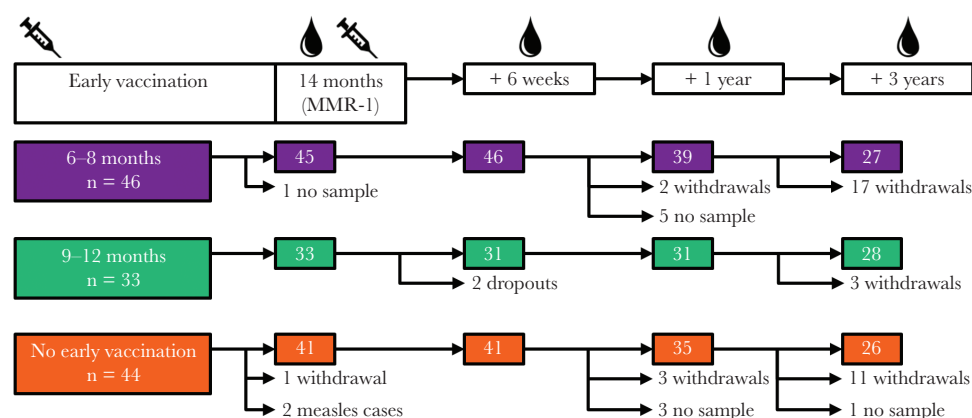 Early vaccination
14 months
(MMR-1)
+ 6 weeks
+ 1 year
+ 3 years
6–8 months
n = 46
45
46
39
27
1 no sample
2 withdrawals
17 withdrawals
5 no sample
9–12 months
n = 33
33
31
31
28
2 dropouts
3 withdrawals
No early vaccination
n = 44
41
41
35
26
1 withdrawal
3 withdrawals
11 withdrawals
2 measles cases
3 no sample
1 no sample